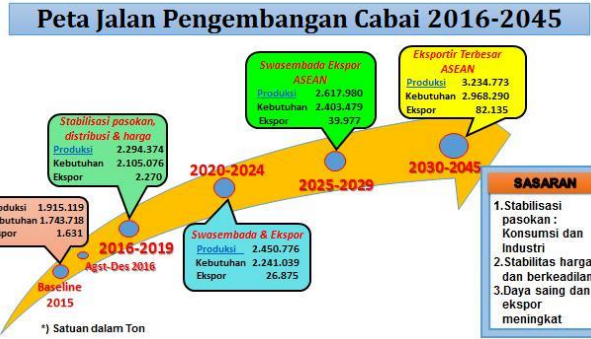 Peta Jalan Pengembangan Cabai 2016-2045
Eksportir Terbesar
ASEAN
Produksi 3.234.773
Kebutuhan 2.968.290
Ekspor 82.135
Swasembada Ekspor
ASEAN
Produksi 2.617.980
Kebutuhan 2.403.479
Ekspor 39.977
Stabilisasi pasokan,
distribusi & harga
Produksi 2.294.374
Kebutuhan 2.105.076
Ekspor 2.270
2020-2024
2025-2029
2030-2045
oduksi 1.915.119
butuhan 1.743.718
spor 1.631
2016-2019
Agst-Des 2016
Baseline
2015
Swasembada & Ekspor
Produksi 2.450.776
Kebutuhan 2.241.039
Ekspor 26.875
SASARAN
1.Stabilisasi
pasokan :
Konsumsi dan
Industri
2.Stabilitas harga
dan berkeadilan
3.Daya saing dan
ekspor
meningkat
*) Satuan dalam Ton